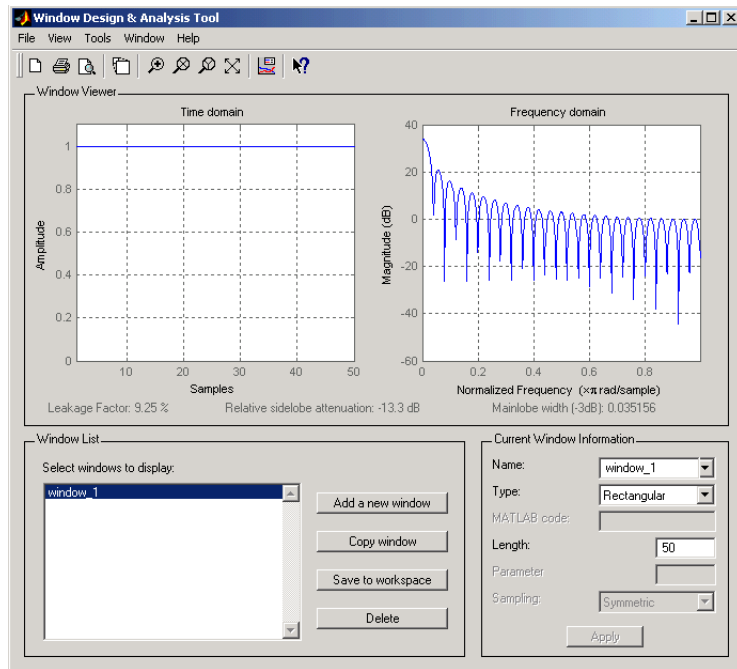 Window Design & Analysis Tool
File View Tools Window Help
Window Viewer
Time domain
Frequency domain
Amplitude
1
0.8
0.6
0.4
0.2
0
10 20 30 40 50
Samples
Magnitude (dB)
40
20
0
-20
-40
-60
0 0.2 0.4 0.6 0.8
Normalized Frequency (×π rad/sample)
Leakage Factor: 9.25 % Relative sidelobe attenuation: -13.3 dB Mainlobe width (-3dB): 0.035156
Window List
Select windows to display:
window_1
Add a new window
Copy window
Save to workspace
Delete
Current Window Information
Name: window_1
Type: Rectangular
MATLAB code:
Length: 50
Parameter
Sampling: Symmetric
Apply